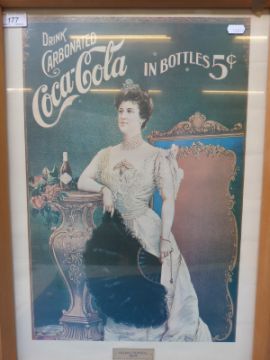 177
DRINK
CARBONATED
Coca-Cola
IN BOTTLES 5¢